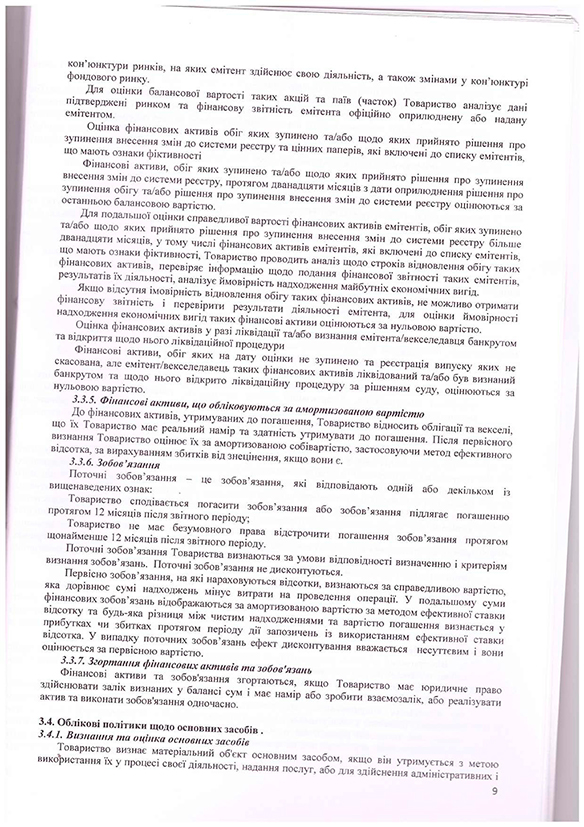 кон’юнктури ринків, на яких емітент здійснює свою діяльність, а також змінами у кон’юнктурі
фондового ринку.
Для оцінки балансової вартості таких акцій та паїв (часток) Товариство аналізує дані
підтверджені ринком та фінансову звітність емітента офіційно оприлюднену або надану
емітентом.
Оцінка фінансових активів обіг яких зупинено та/або щодо яких прийнято рішення про
зупинення внесення змін до системи реєстру та цінних паперів, які включені до списку емітентів,
що мають ознаки фіктивності
Фінансові активи, обіг яких зупинено та/або щодо яких прийнято рішення про зупинення
внесення змін до системи реєстру, протягом дванадцяти місяців з дати оприлюднення рішення про
зупинення обігу та/або рішення про зупинення внесення змін до системи реєстру оцінюються за
останньою балансовою вартістю.
Для подальшої оцінки справедливої вартості фінансових активів емітентів, обіг яких зупинено
та/або щодо яких прийнято рішення про зупинення внесення змін до системи реєстру більше
дванадцяти місяців, у тому числі фінансових активів емітентів, які включені до списку емітентів,
що мають ознаки фіктивності, Товариство проводить аналіз щодо строків відновлення обігу таких
фінансових активів, перевіряє інформацію щодо подання фінансової звітності таких емітентів,
результатів їх діяльності, аналізує ймовірність надходження майбутніх економічних вигід.
Якщо відсутня імовірність відновлення обігу таких фінансових активів, не можливо отримати
фінансову звітність і перевірити результати діяльності емітента, для оцінки ймовірності
надходження економічних вигід таких фінансові активи оцінюються за нульовою вартістю.
Оцінка фінансових активів у разі ліквідації та/або визнання емітента/векселедавця банкрутом
та відкриття щодо нього ліквідаційної процедури
Фінансові активи, обіг яких на дату оцінки не зупинено та реєстрація випуску яких не
скасована, але емітент/векселедавець таких фінансових активів ліквідований та/або був визнаний
банкрутом та щодо нього відкрито ліквідаційну процедуру за рішенням суду, оцінюються за
нульовою вартістю.
3.3.5. Фінансові активи, що обліковуються за амортизованою вартістю
До фінансових активів, утримуваних до погашення, Товариство відносить облігації та векселі,
що їх Товариство має реальний намір та здатність утримувати до погашення. Після первісного
визнання Товариство оцінює їх за амортизованою собівартістю, застосовуючи метод ефективного
відсотка, за вирахуванням збитків від знецінення, якщо вони є.
3.3.6. Зобов’язання
Поточні зобов’язання – це зобов’язання, які відповідають одній або декільком із
вищенаведених ознак:
Товариство сподівається погасити зобов’язання або зобов’язання підлягає погашенню
протягом 12 місяців після звітного періоду;
Товариство не має безумовного права відстрочити погашення зобов’язання протягом
щонайменше 12 місяців після звітного періоду.
Поточні зобов’язання Товариства визнаються за умови відповідності визначенню і критеріям
визнання зобов’язань. Поточні зобов’язання не дисконтуються.
Первісно зобов’язання, на які нараховуються відсотки, визнаються за справедливою вартістю,
яка дорівнює сумі надходжень мінус витрати на проведення операції. У подальшому суми
фінансових зобов’язань відображаються за амортизованою вартістю за методом ефективної ставки
відсотку та будь-яка різниця між чистим надходженнями та вартістю погашення визнається у
прибутках чи збитках протягом періоду дії запозичень із використанням ефективної ставки
відсотка. У випадку поточних зобов’язань ефект дисконтування вважається несуттєвим і вони
оцінюється за первісною вартістю.
3.3.7. Згортання фінансових активів та зобов'язань
Фінансові активи та зобов'язання згортаються, якщо Товариство має юридичне право
здійснювати залік визнаних у балансі сум і має намір або зробити взаємозалік, або реалізувати
актив та виконати зобов'язання одночасно.
3.4. Облікові політики щодо основних засобів .
3.4.1. Визнання та оцінка основних засобів
Товариство визнає матеріальний об'єкт основним засобом, якщо він утримується з метою
використання їх у процесі своєї діяльності, надання послуг, або для здійснення адміністративних і
9